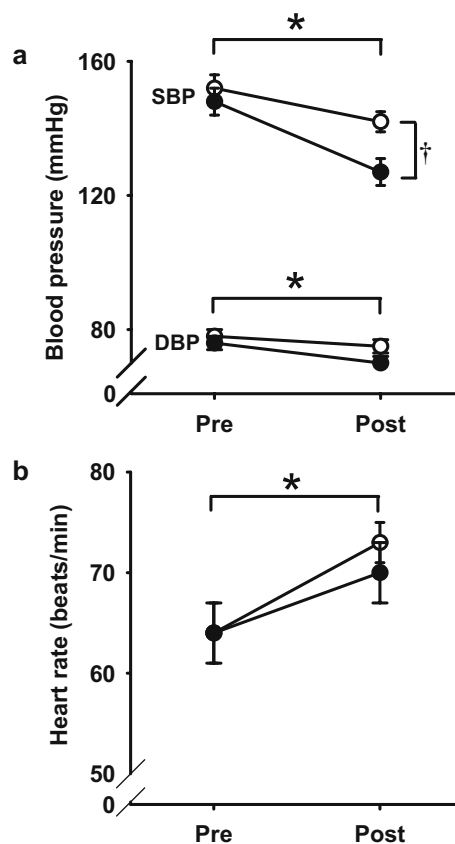 *
a
160
SBP
†
120
Blood pressure (mmHg)
*
80
DBP
0
Pre Post
b
80
*
70
Heart rate (beats/min)
60
50
0
Pre Post